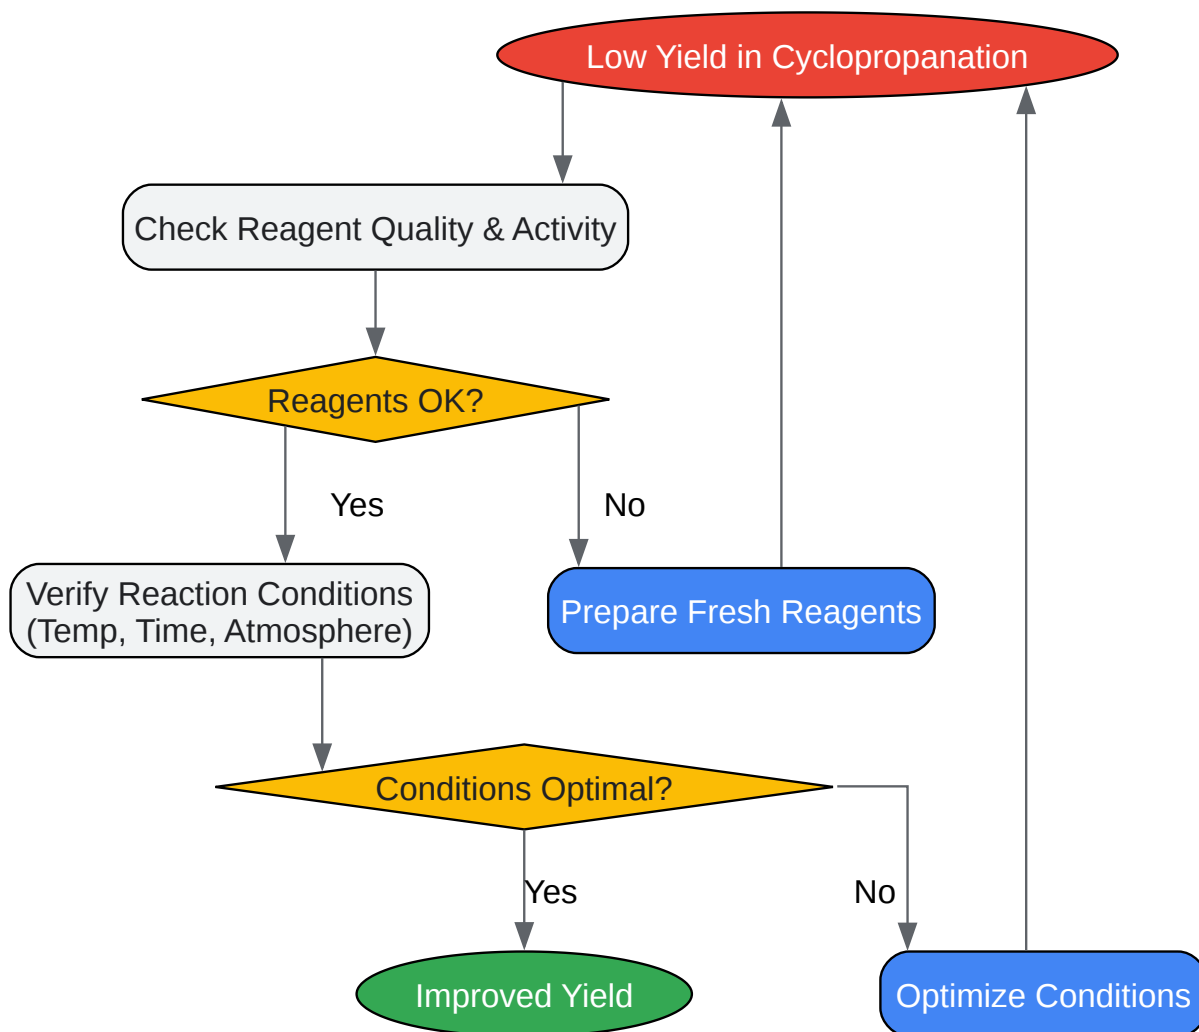 Low Yield in Cyclopropanation
Check Reagent Quality & Activity
Reagents OK?
Yes
No
Verify Reaction Conditions
(Temp, Time, Atmosphere)
Prepare Fresh Reagents
Conditions Optimal?
Yes
No
Improved Yield
Optimize Conditions